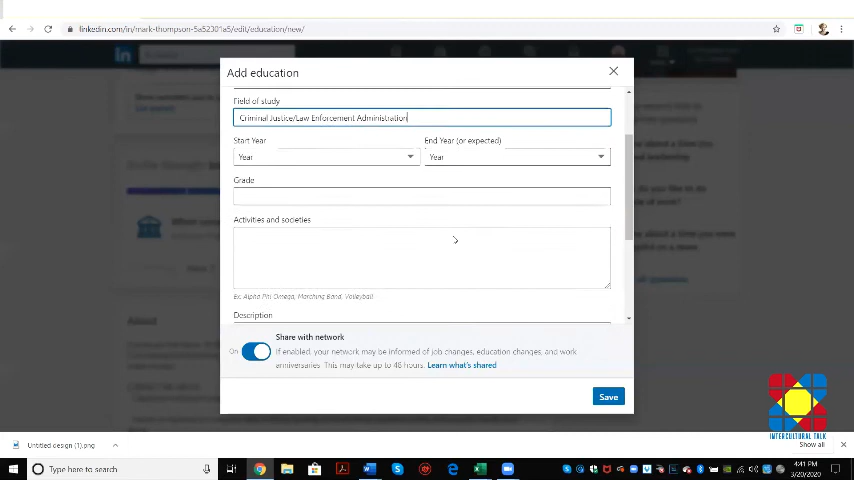 linkedin.com/in/mark-thompson-5a52301a5/edit/education/new/
Add education
Field of study
Criminal Justice/Law Enforcement Administration
Start Year
End Year (or expected)
Year
Year
Grade
Activities and societies
Ex: Alpha Phi Omega, Marching Band, Volleyball
Description
Share with network
On
If enabled, your network may be informed of job changes, education changes, and work
anniversaries. This may take up to 48 hours. Learn what's shared
Save
About
INTERCULTURAL TALK
Untitled design (1).png
Show all
Type here to search
4:41 PM
3/20/2020